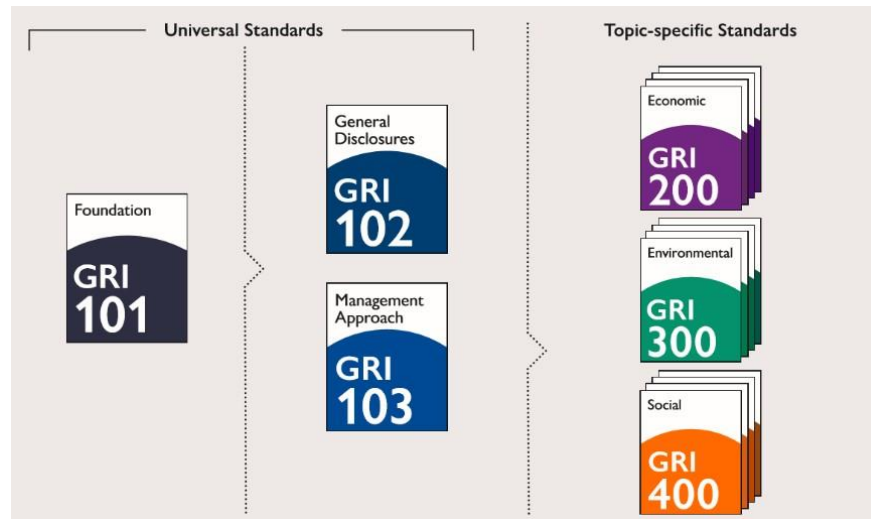 Universal Standards
Topic-specific Standards
Foundation
GRI
101
General
Disclosures
GRI
102
Management
Approach
GRI
103
Economic
GRI
200
Environmental
GRI
300
Social
GRI
400